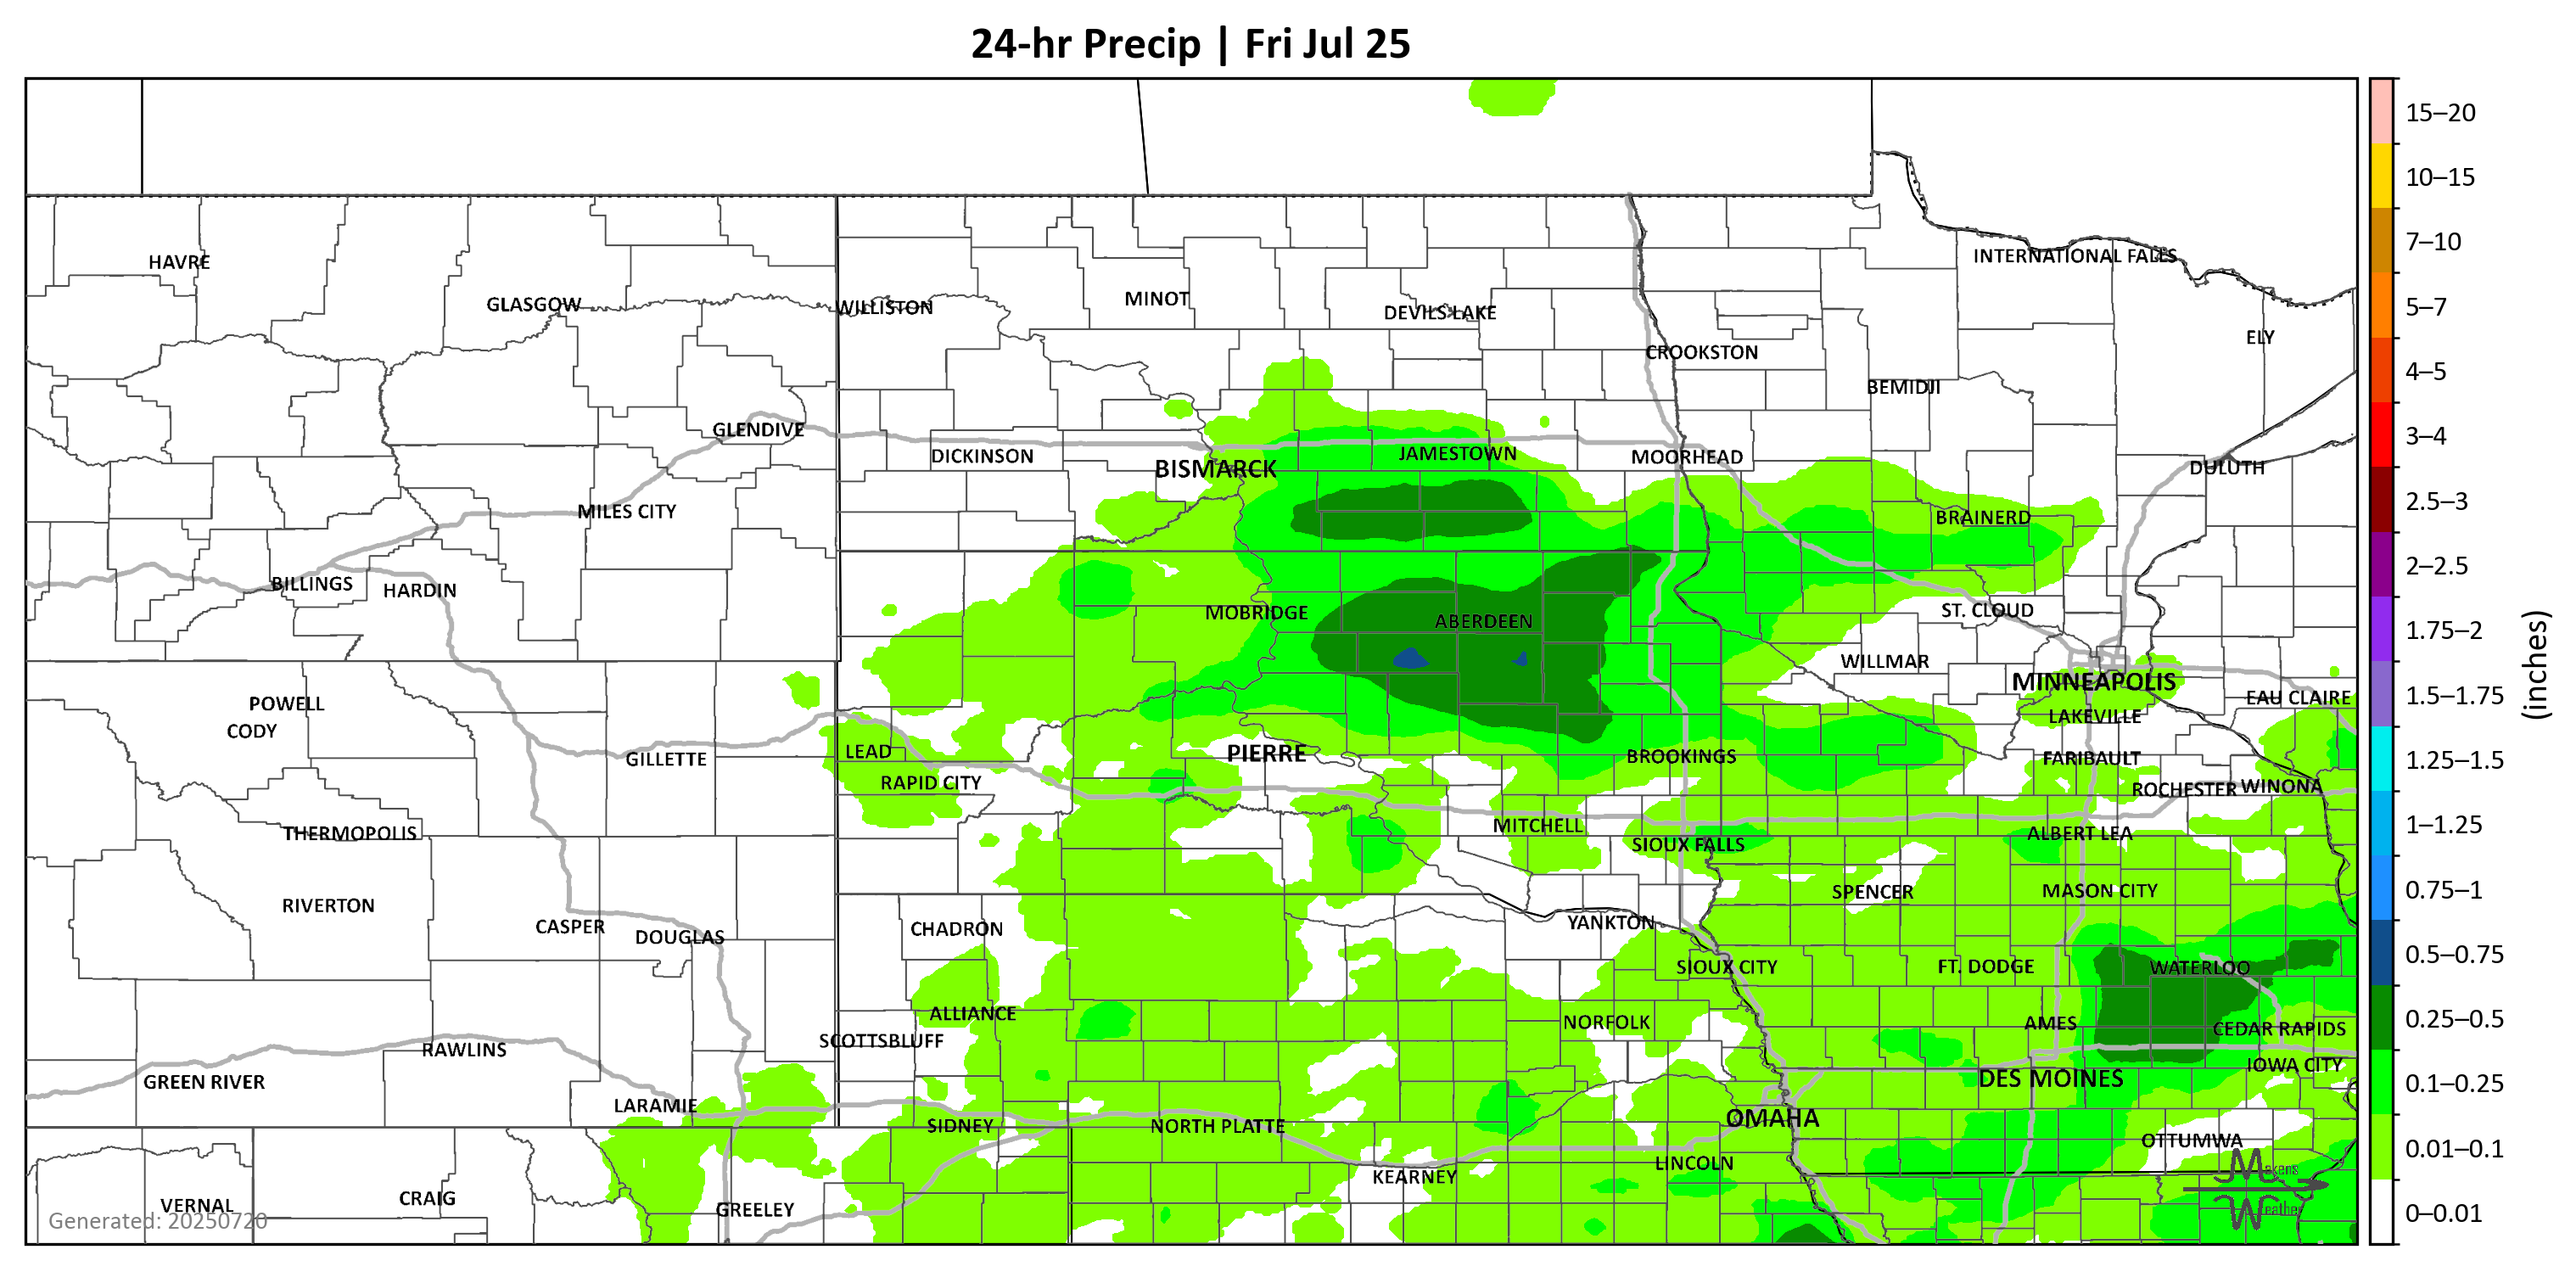 24-hr Precip | Fri Jul 25
15–20
10–15
HAVRE
7–10
INTERNATIONAL FALLS
GLASGOW
WILLISTON
MINOT
DEVILS LAKE
5–7
ELY
CROOKSTON
4–5
BEMIDJI
GLENDIVE
3–4
DICKINSON
BISMARCK
JAMESTOWN
MOORHEAD
DULUTH
2.5–3
MILES CITY
BRAINERD
2–2.5
BILLINGS
HARDIN
MOBRIDGE
ABERDEEN
ST. CLOUD
1.75–2
(inches)
WILLMAR
MINNEAPOLIS
EAU CLAIRE
1.5–1.75
POWELL
CODY
LAKEVILLE
LEAD
PIERRE
BROOKINGS
FARIBAULT
1.25–1.5
GILLETTE
RAPID CITY
ROCHESTER
WINONA
THERMOPOLIS
MITCHELL
ALBERT LEA
1–1.25
SIOUX FALLS
SPENCER
MASON CITY
0.75–1
RIVERTON
CASPER
DOUGLAS
CHADRON
YANKTON
SIOUX CITY
FT. DODGE
WATERLOO
0.5–0.75
ALLIANCE
NORFOLK
AMES
CEDAR RAPIDS
0.25–0.5
SCOTTSBLUFF
RAWLINS
IOWA CITY
GREEN RIVER
DES MOINES
0.1–0.25
LARAMIE
SIDNEY
NORTH PLATTE
OMAHA
OTTUMWA
0.01–0.1
KEARNEY
LINCOLN
Makens
Weather
VERNAL
CRAIG
GREELEY
Generated: 20250720
0–0.01